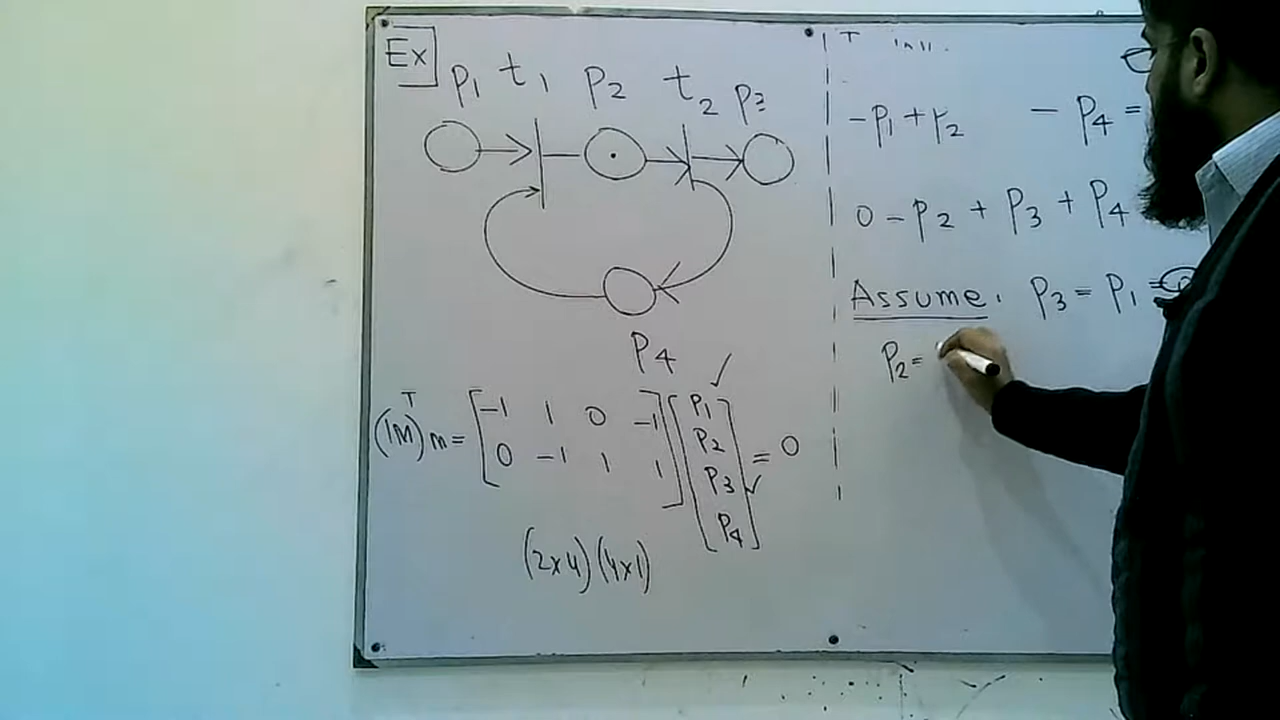 Ex
p1 t1 p2 t2 p3
P4
(IM)^T m = [-1 1 0 -1; 0 -1 1 1] [P1 P2 P3 P4] = 0
(2x4)(4x1)
-P1 + P2 - P4 =
0 - P2 + P3 + P4
Assume: P3 = P1 =
P2 =